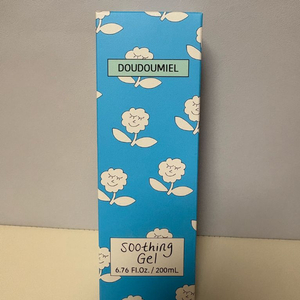 DOUDOUMIEL
Soothing
Gel
6.76 Fl.Oz. / 200mL